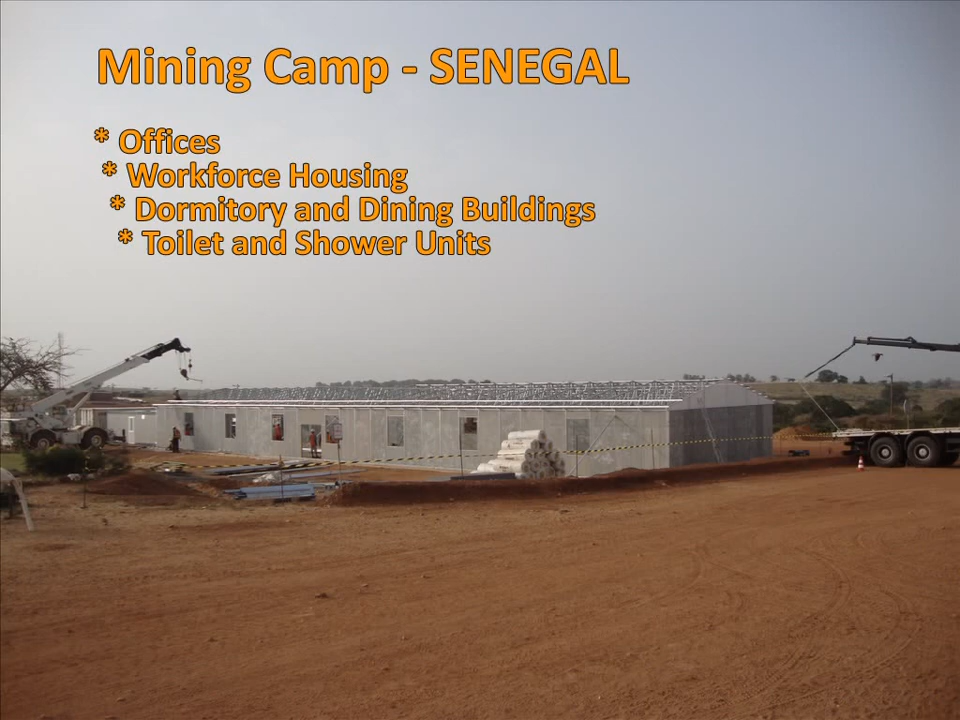 Mining Camp - SENEGAL
* Offices
* Workforce Housing
* Dormitory and Dining Buildings
* Toilet and Shower Units